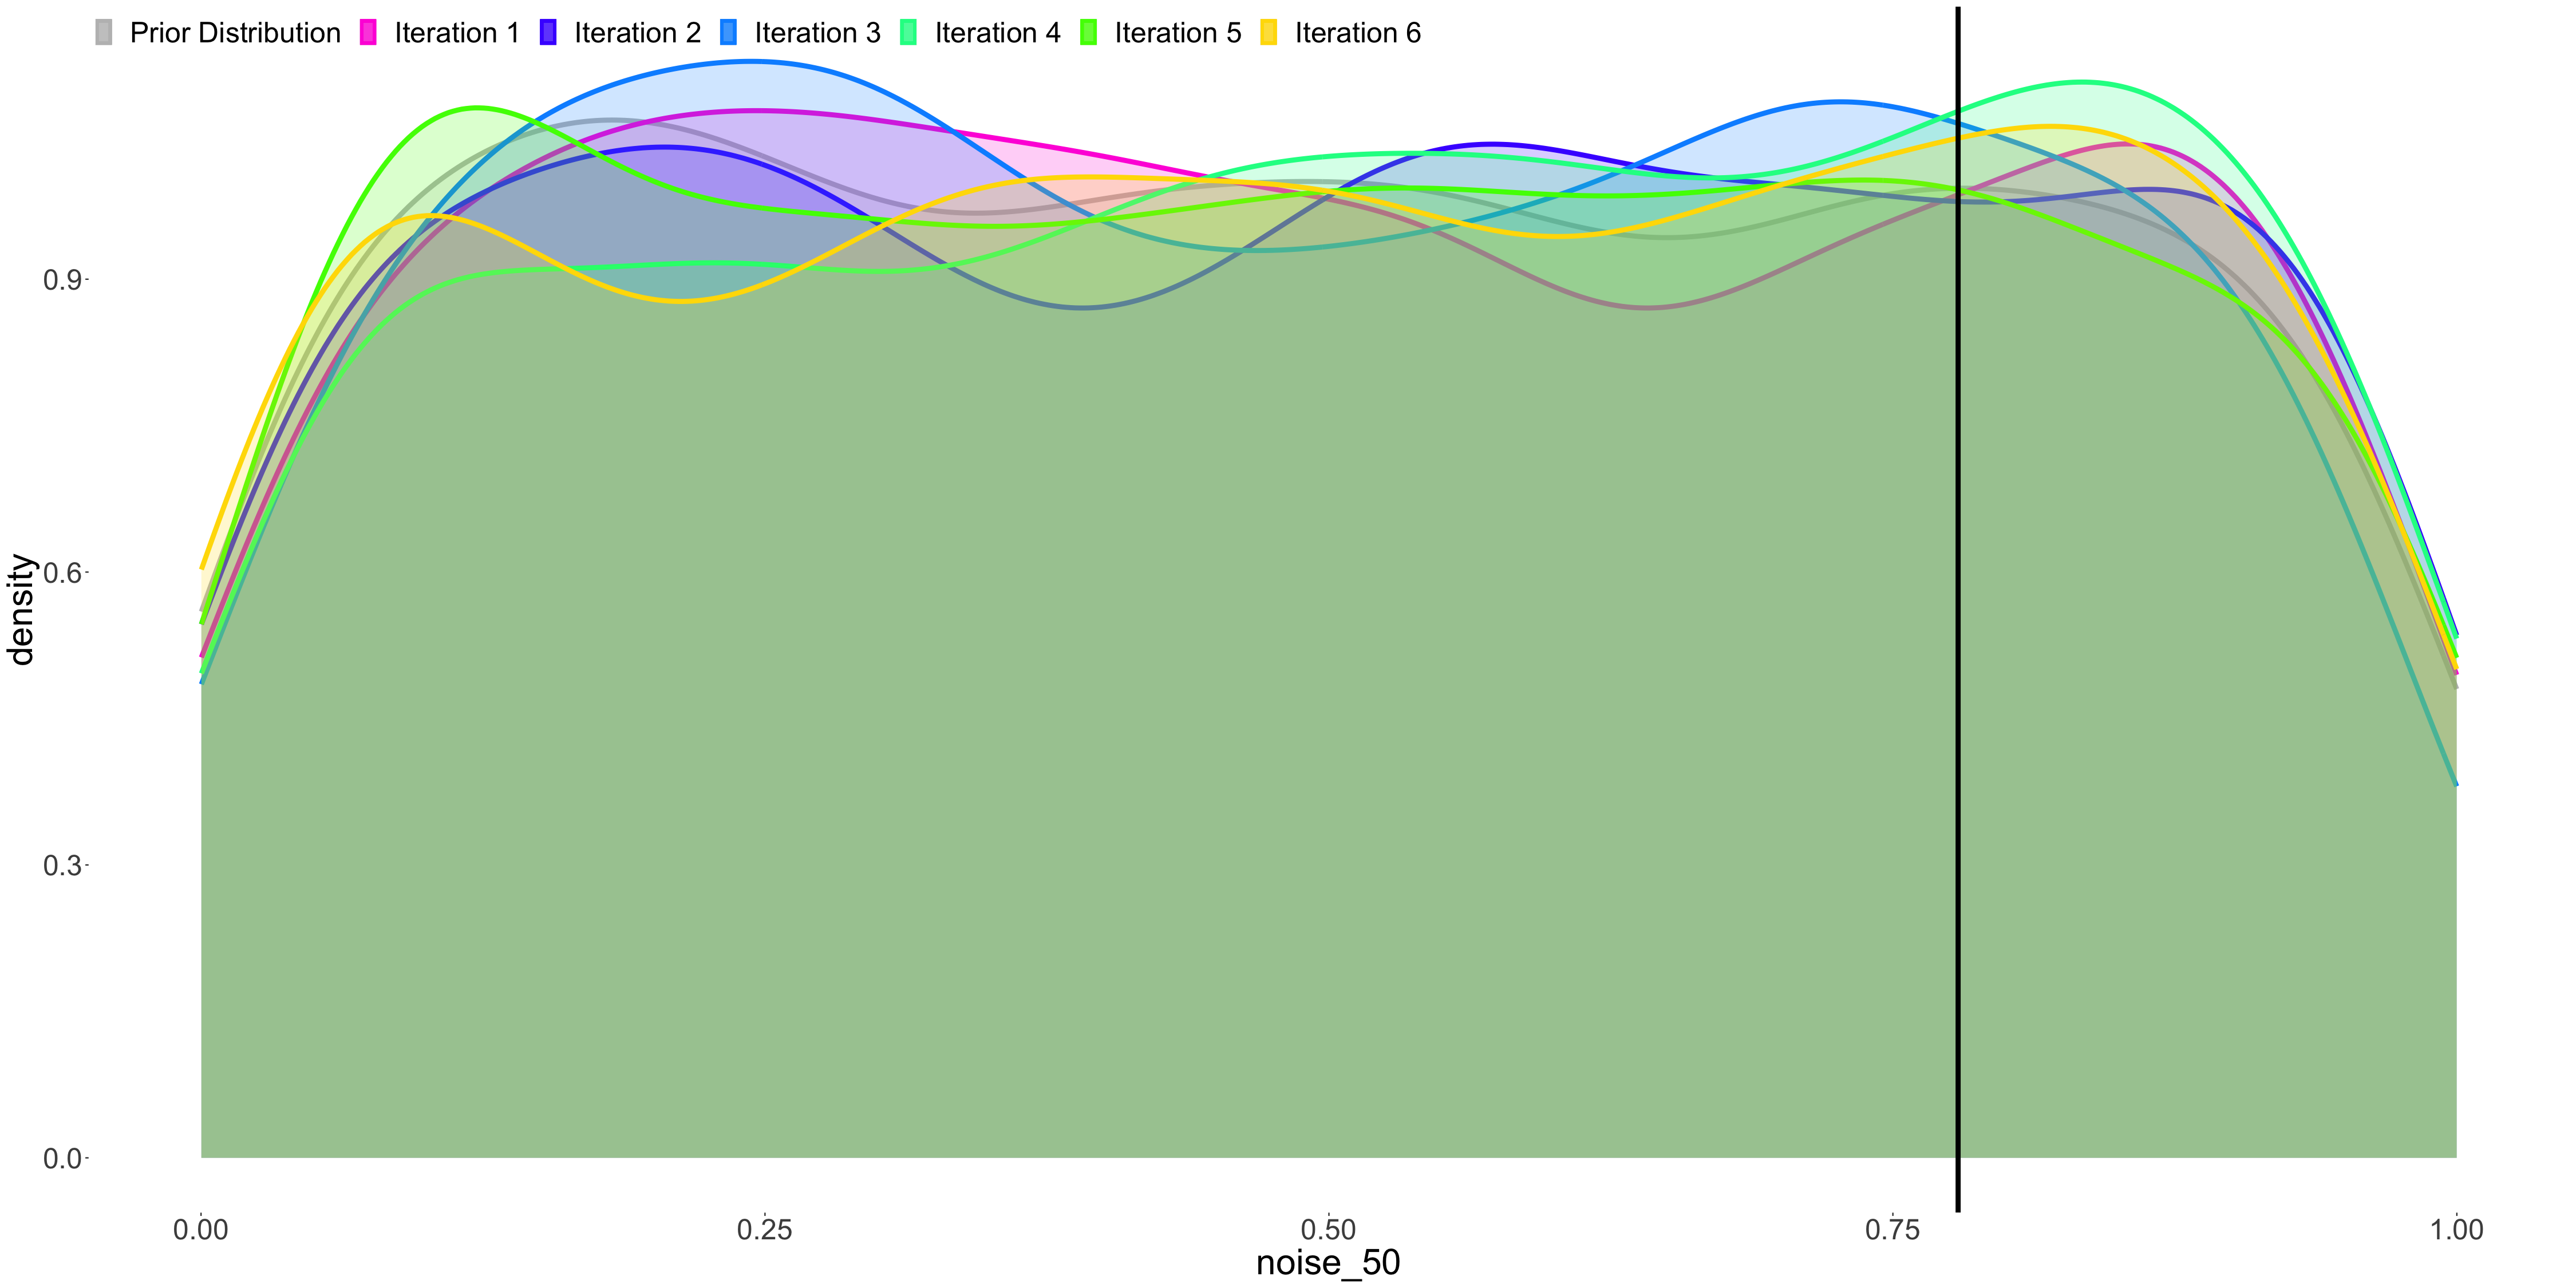 Prior Distribution Iteration 1 Iteration 2 Iteration 3 Iteration 4 Iteration 5 Iteration 6
density
0.9
0.6
0.3
0.0
0.00 0.25 0.50 0.75 1.00
noise_50